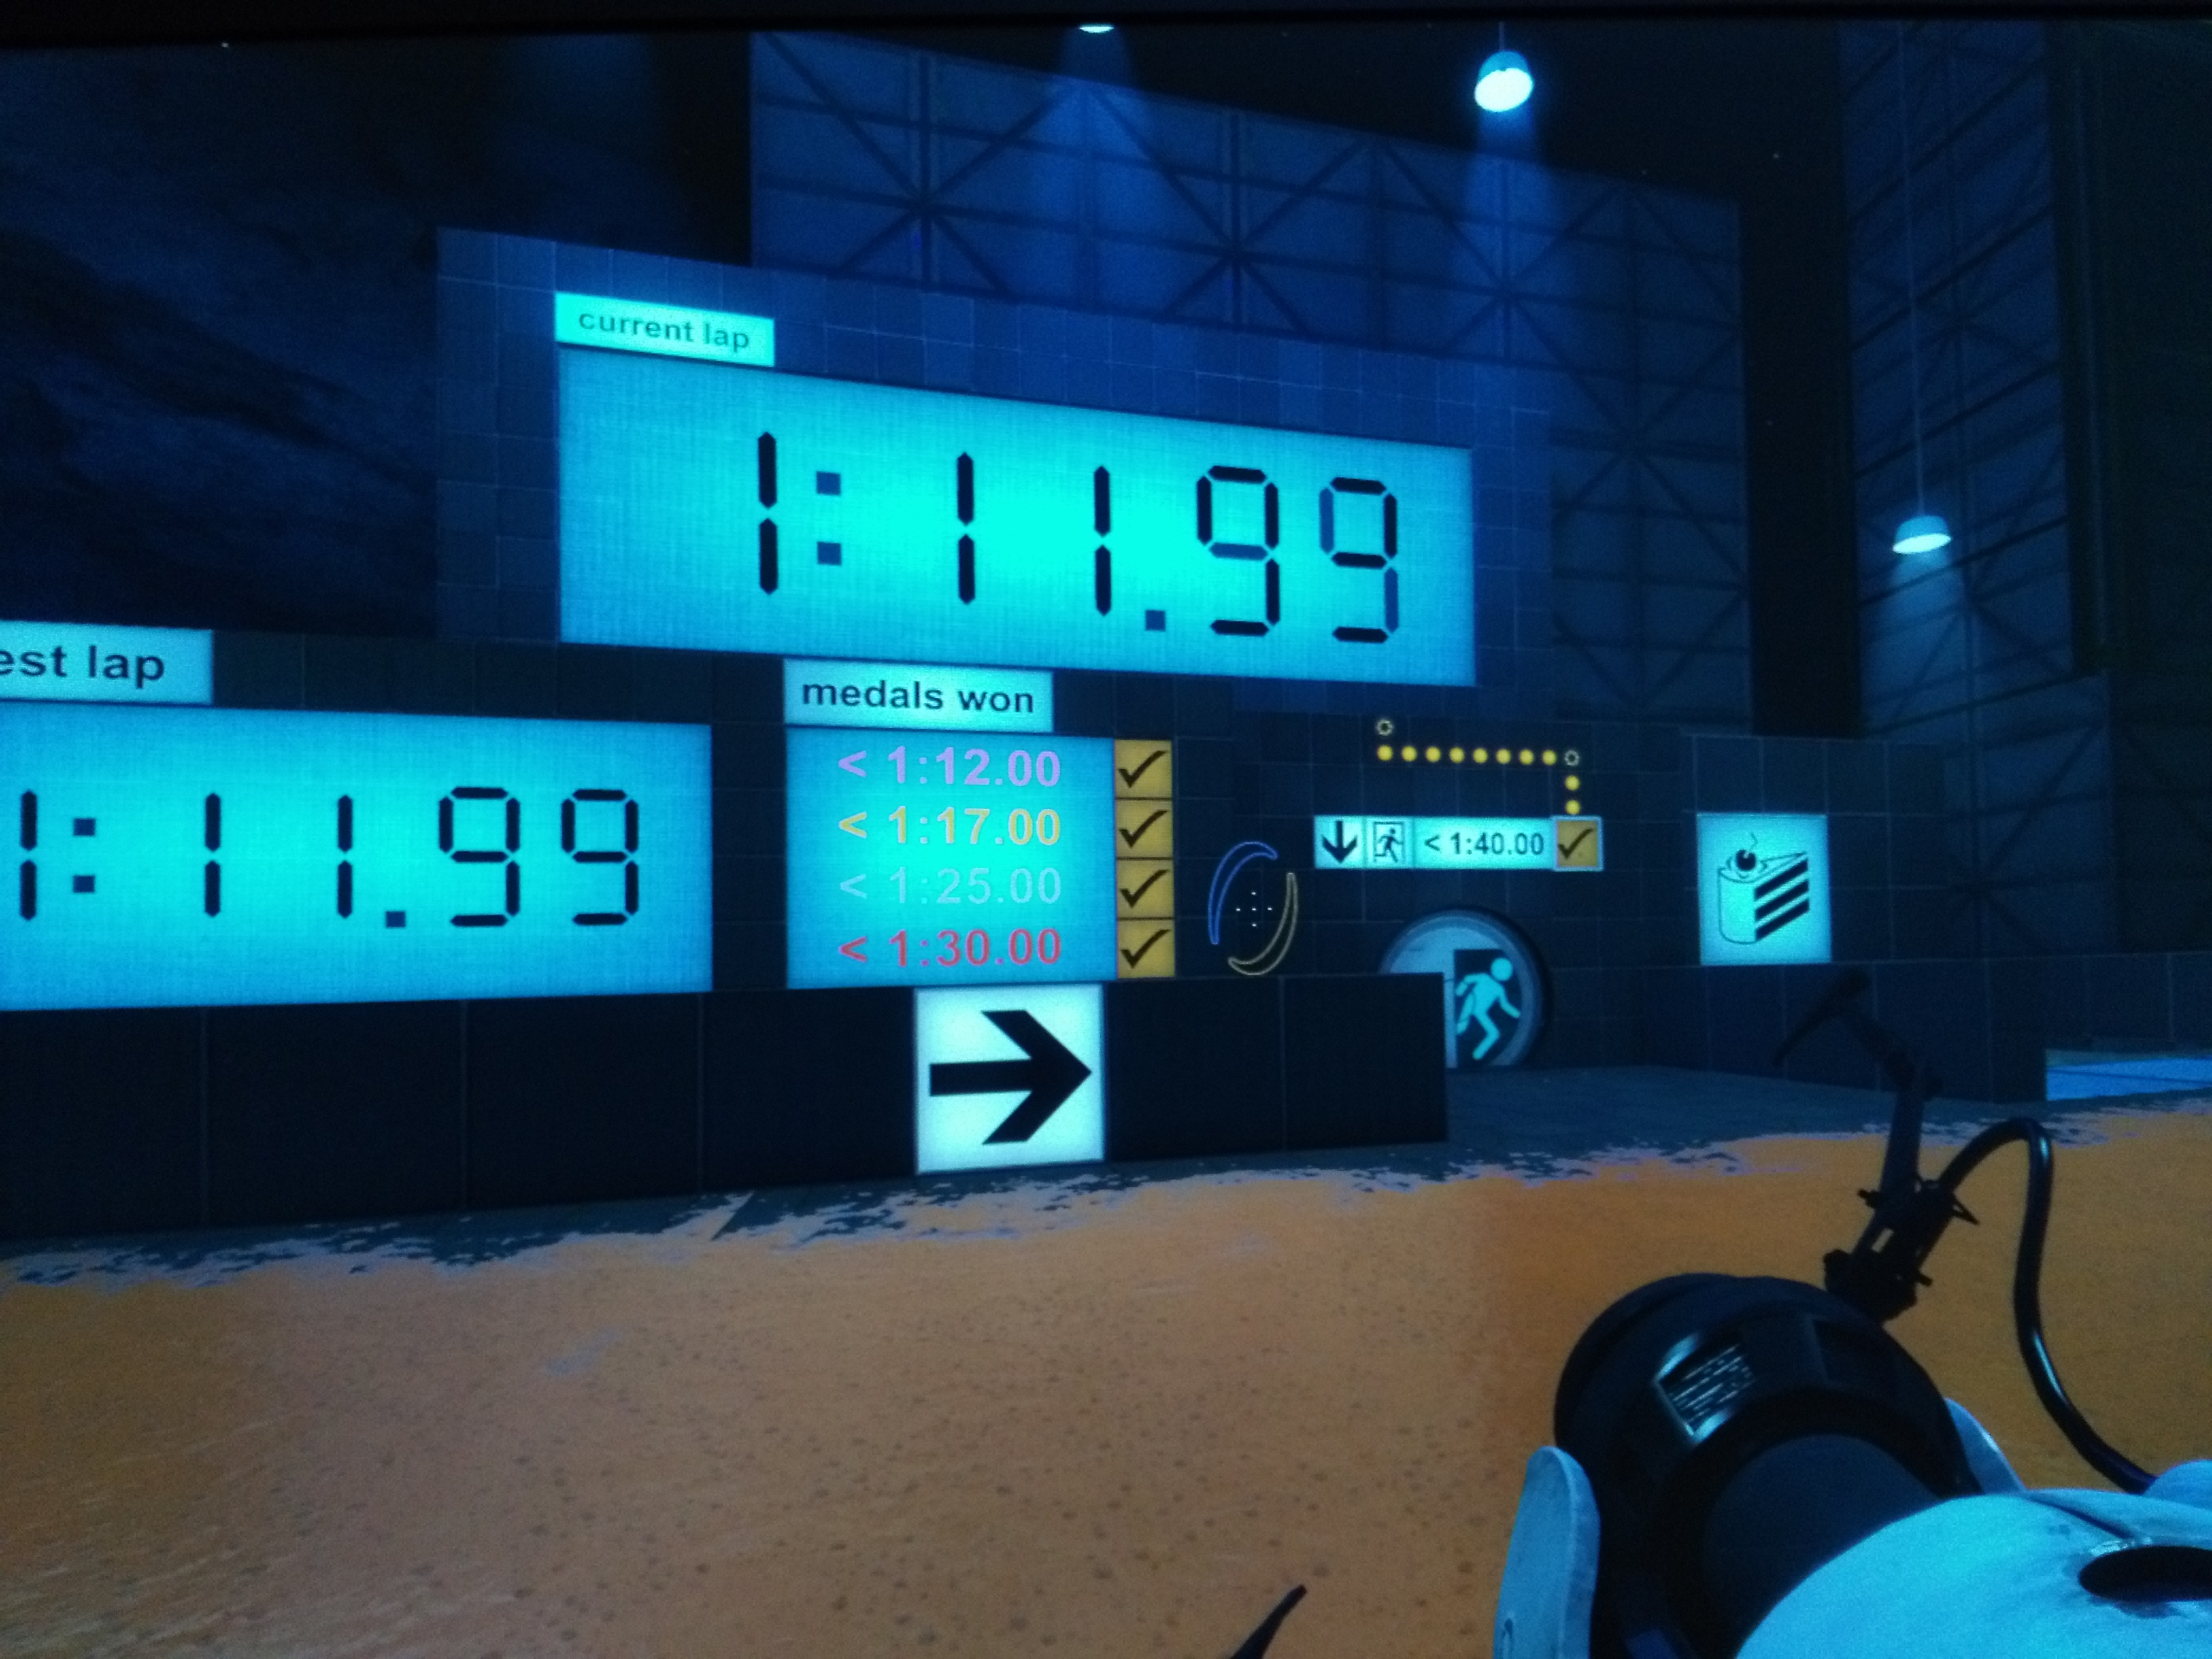 current lap
1:11.99
est lap
1:11.99
medals won
< 1:12.00
< 1:17.00
< 1:25.00
< 1:30.00
< 1:40.00